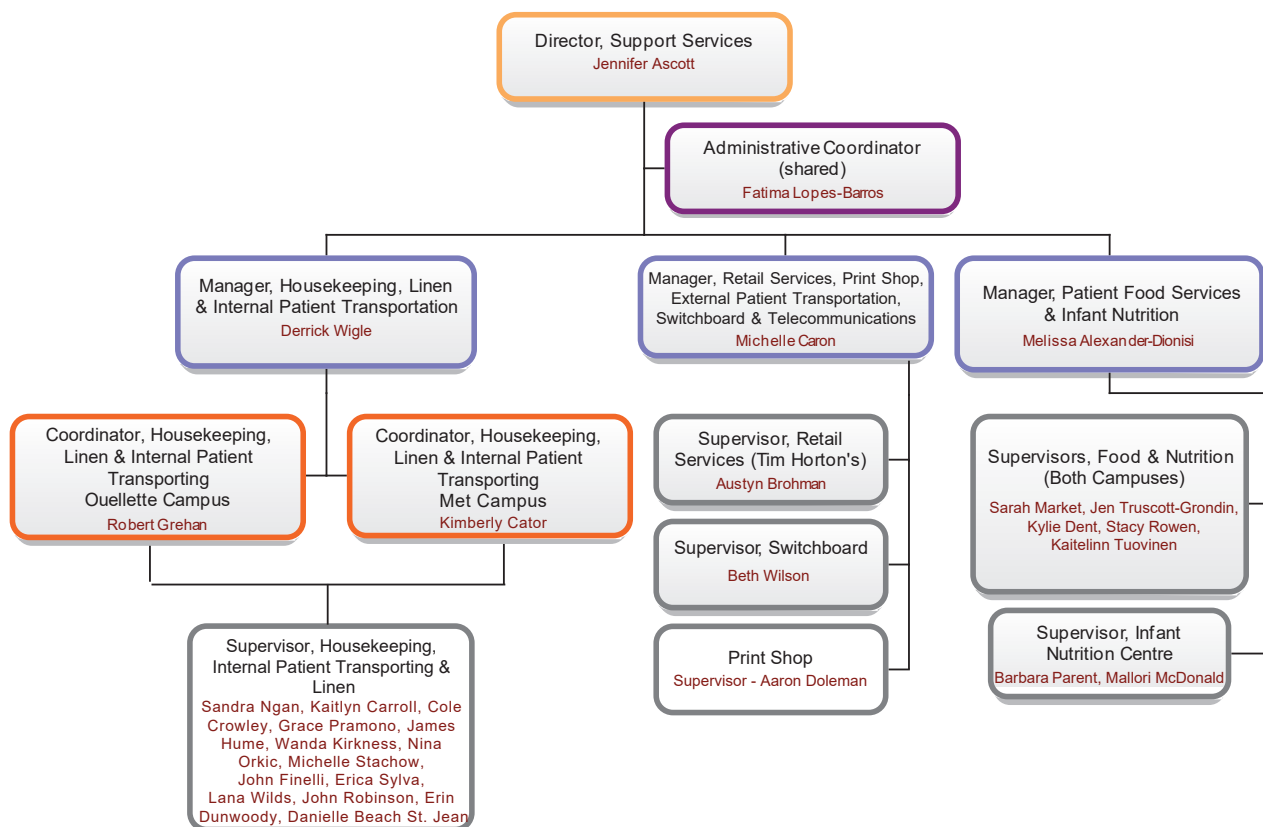 Director, Support Services
Jennifer Ascott
Administrative Coordinator
(shared)
Fatima Lopes-Barros
Manager, Housekeeping, Linen
& Internal Patient Transportation
Derrick Wigle
Manager, Retail Services, Print Shop,
External Patient Transportation,
Switchboard & Telecommunications
Michelle Caron
Manager, Patient Food Services
& Infant Nutrition
Melissa Alexander-Dionisi
Coordinator, Housekeeping,
Linen & Internal Patient
Transporting
Ouellette Campus
Robert Grehan
Coordinator, Housekeeping,
Linen & Internal Patient
Transporting
Met Campus
Kimberly Cator
Supervisor, Housekeeping,
Internal Patient Transporting &
Linen
Sandra Ngan, Kaitlyn Carroll, Cole
Crowley, Grace Pramono, James
Hume, Wanda Kirkness, Nina
Orkic, Michelle Stachow,
John Finelli, Erica Sylva,
Lana Wilds, John Robinson, Erin
Dunwoody, Danielle Beach St. Jean
Supervisor, Retail
Services (Tim Horton's)
Austyn Brohman
Supervisor, Switchboard
Beth Wilson
Print Shop
Supervisor - Aaron Doleman
Supervisors, Food & Nutrition
(Both Campuses)
Sarah Market, Jen Truscott-Grondin,
Kylie Dent, Stacy Rowen,
Kaitelinn Tuovinen
Supervisor, Infant
Nutrition Centre
Barbara Parent, Mallori McDonald